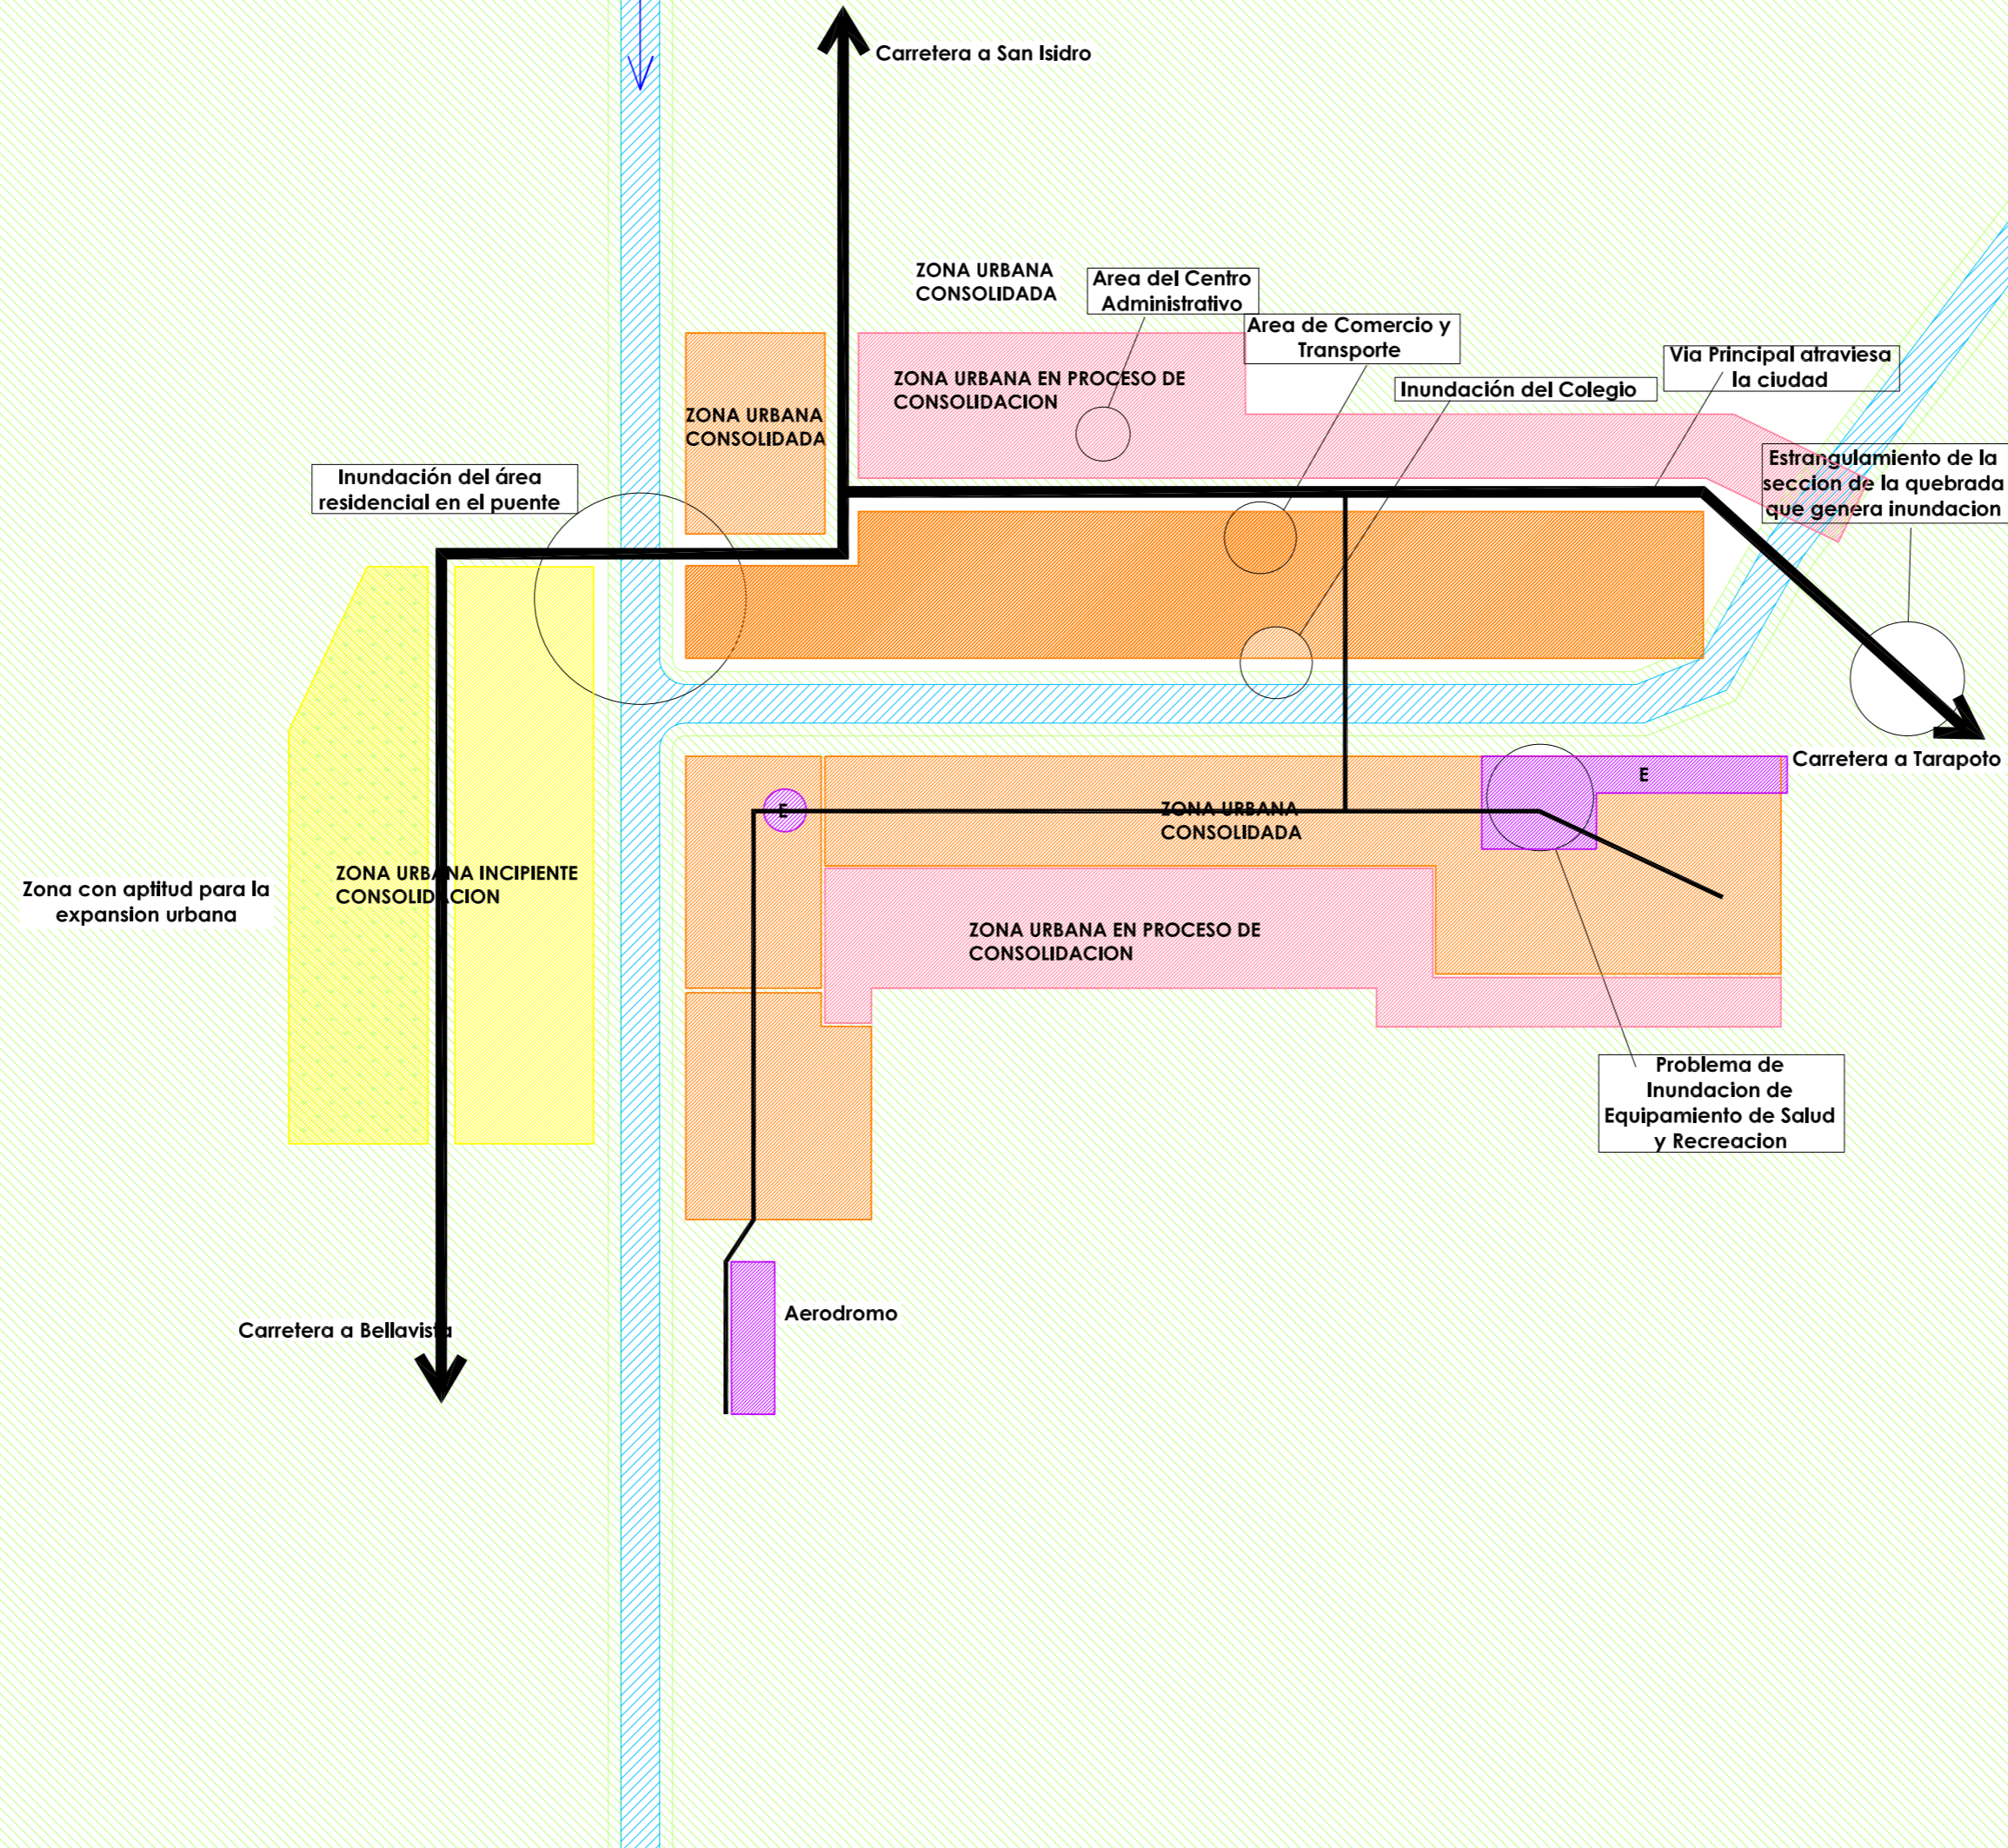 Carretera a San Isidro
ZONA URBANA
CONSOLIDADA
Area del Centro
Administrativo
Area de Comercio y
Transporte
Via Principal atraviesa
la ciudad
ZONA URBANA EN PROCESO DE
CONSOLIDACION
Inundación del Colegio
ZONA URBANA
CONSOLIDADA
Estrangulamiento de la
seccion de la quebrada
que genera inundacion
Inundación del área
residencial en el puente
Carretera a Tarapoto
E
E
ZONA URBANA
CONSOLIDADA
ZONA URBANA INCIPIENTE
CONSOLIDACION
Zona con aptitud para la
expansion urbana
ZONA URBANA EN PROCESO DE
CONSOLIDACION
Problema de
Inundacion de
Equipamiento de Salud
y Recreacion
Aerodromo
Carretera a Bellavista